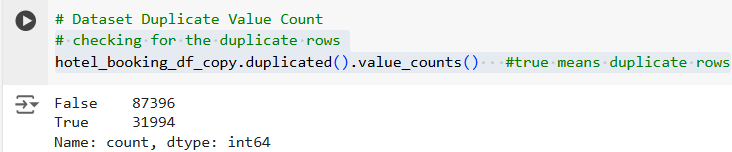 # Dataset Duplicate Value Count
# checking for the duplicate rows
hotel_booking_df_copy.duplicated().value_counts()   #true means duplicate rows
False    87396
True     31994
Name: count, dtype: int64